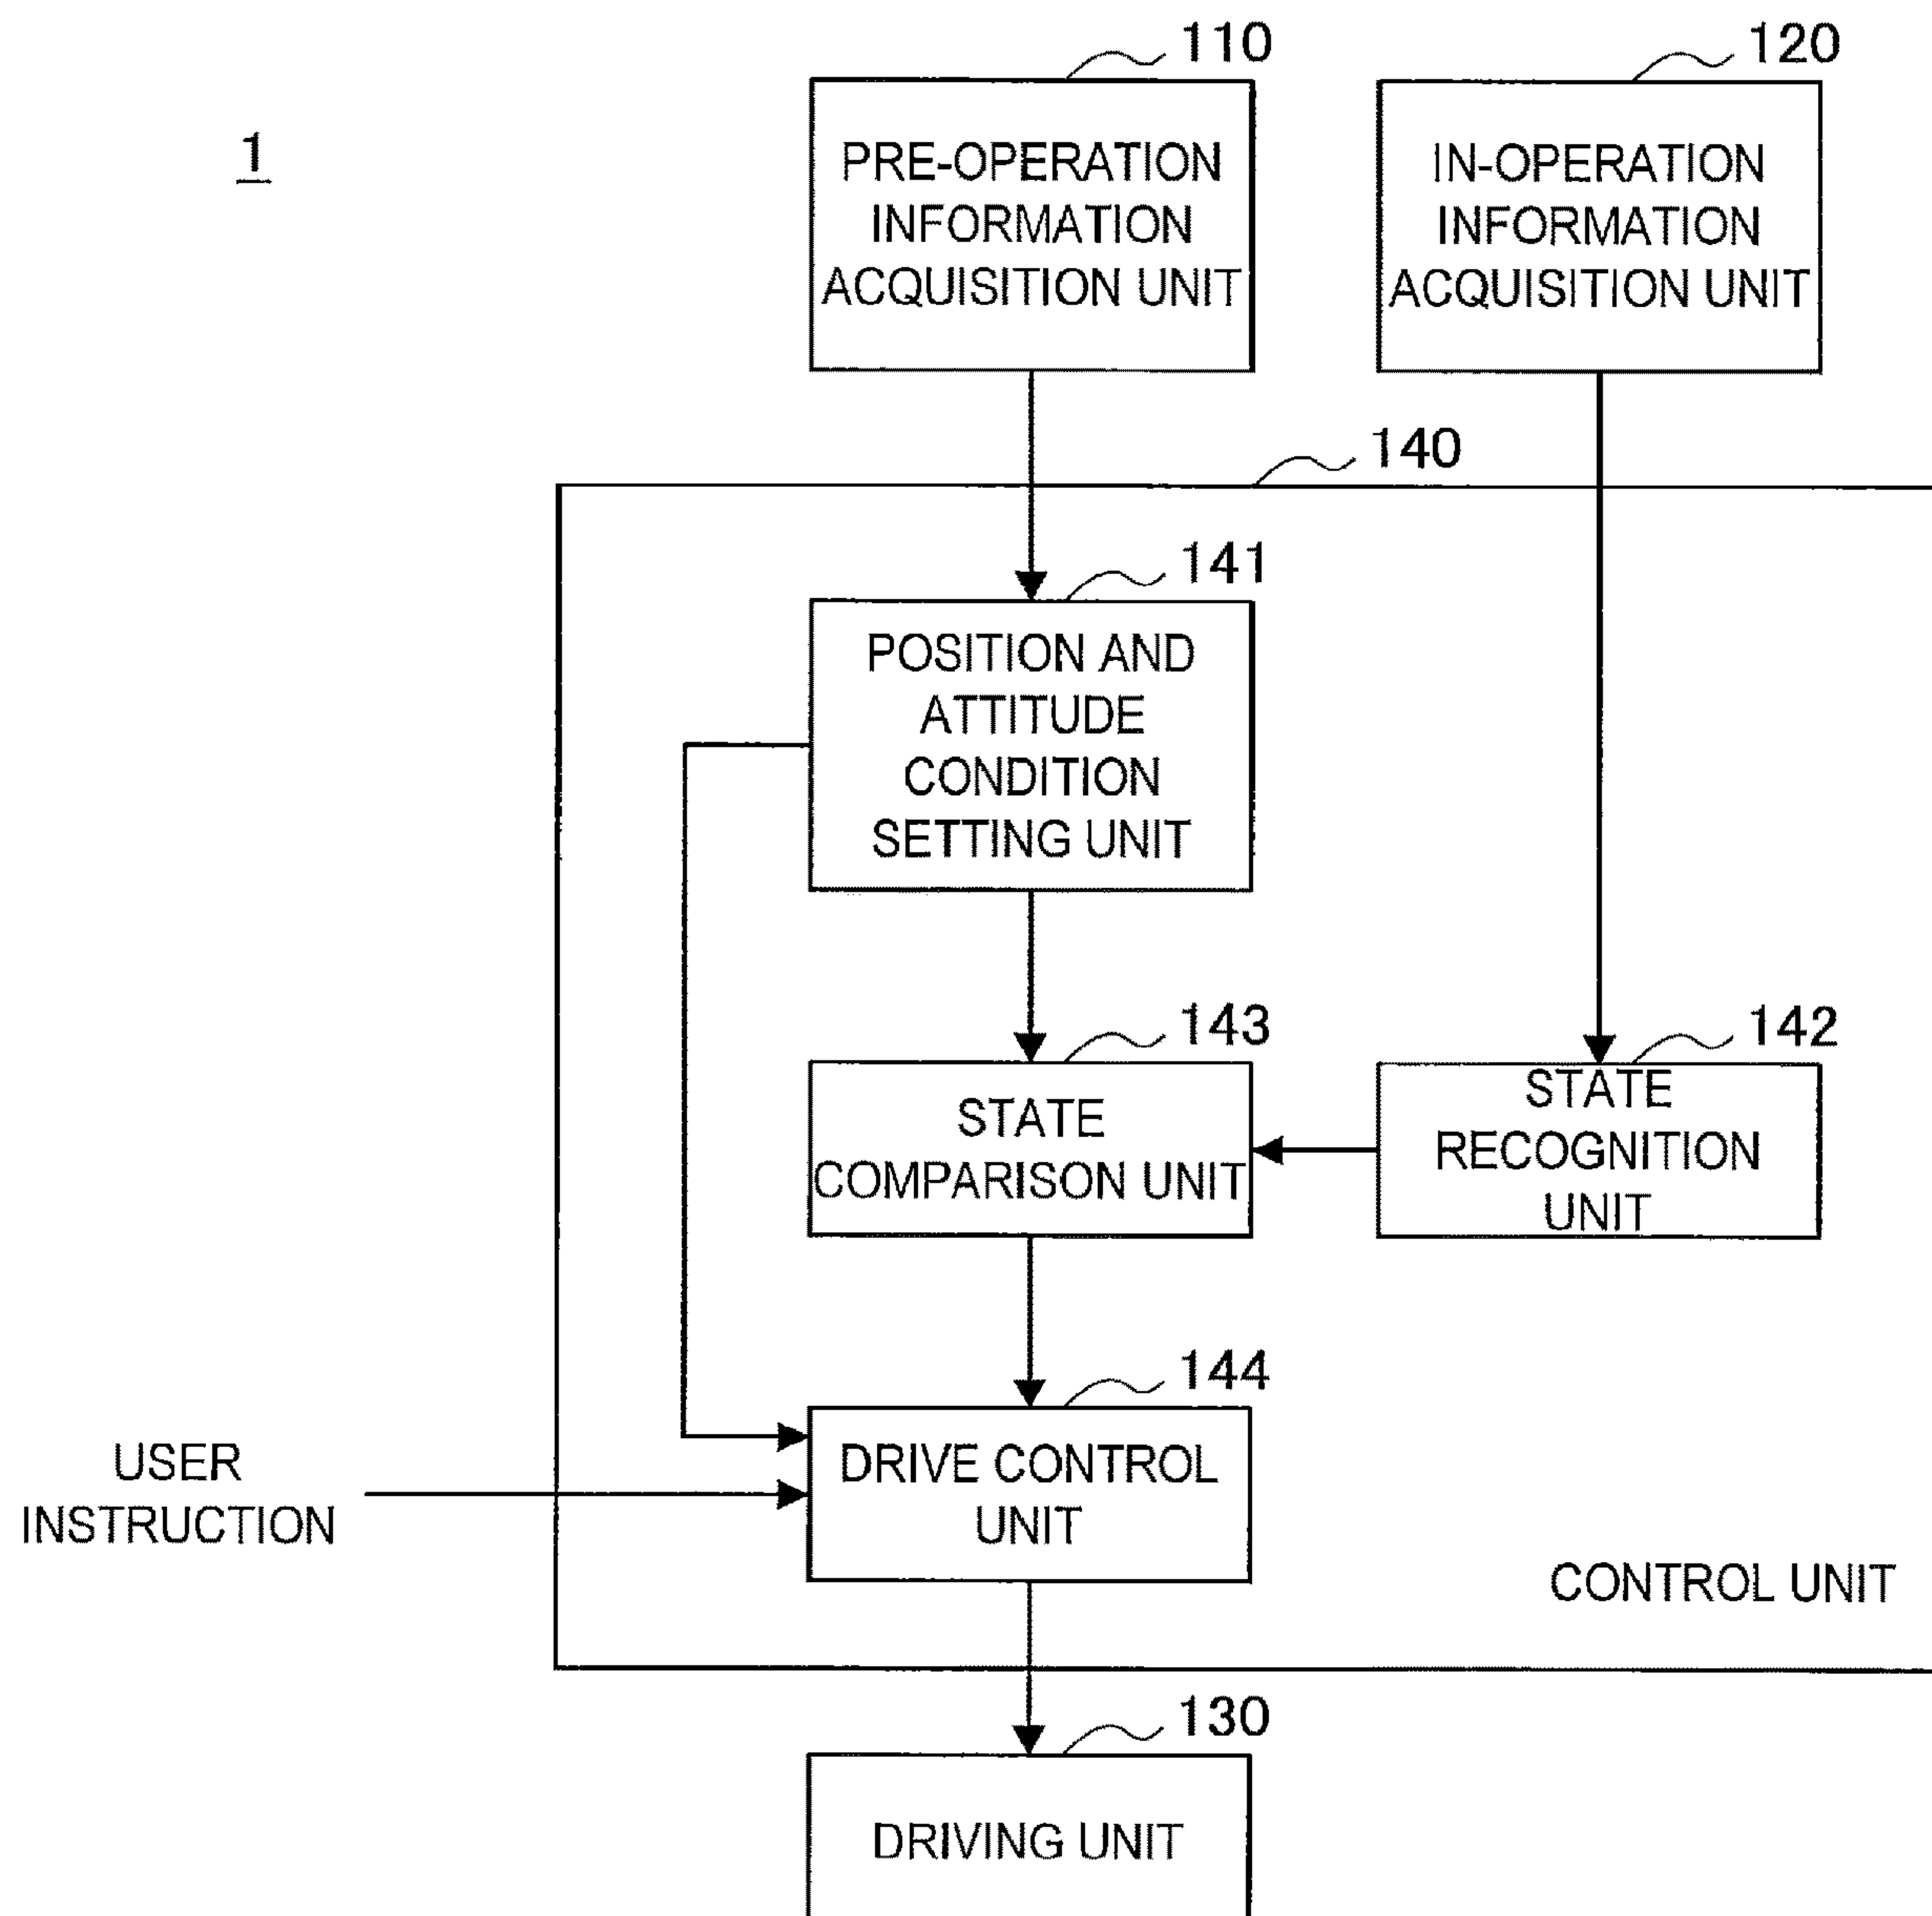 110
120
1
PRE-OPERATION
INFORMATION
ACQUISITION UNIT
IN-OPERATION
INFORMATION
ACQUISITION UNIT
140
141
POSITION AND
ATTITUDE
CONDITION
SETTING UNIT
143
142
STATE
COMPARISON UNIT
STATE
RECOGNITION
UNIT
144
USER
INSTRUCTION
DRIVE CONTROL
UNIT
CONTROL UNIT
130
DRIVING UNIT